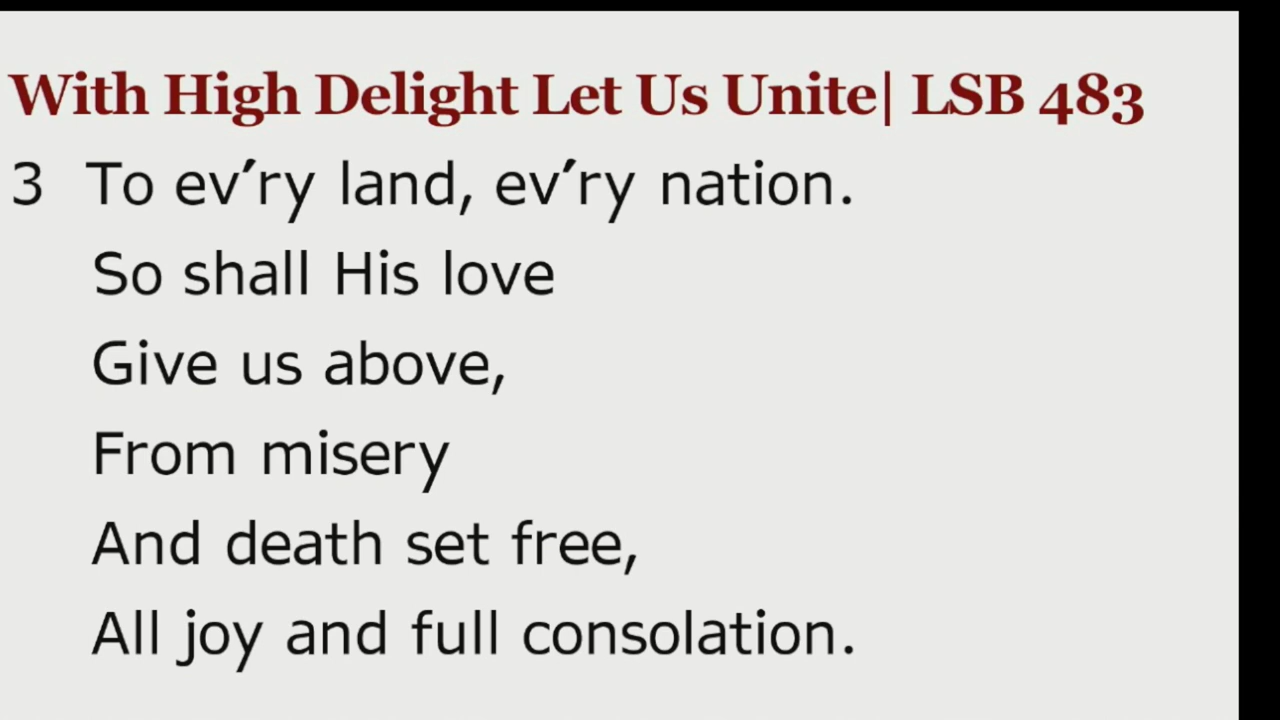 With High Delight Let Us Unite| LSB 483
3 To ev’ry land, ev’ry nation.
So shall His love
Give us above,
From misery
And death set free,
All joy and full consolation.